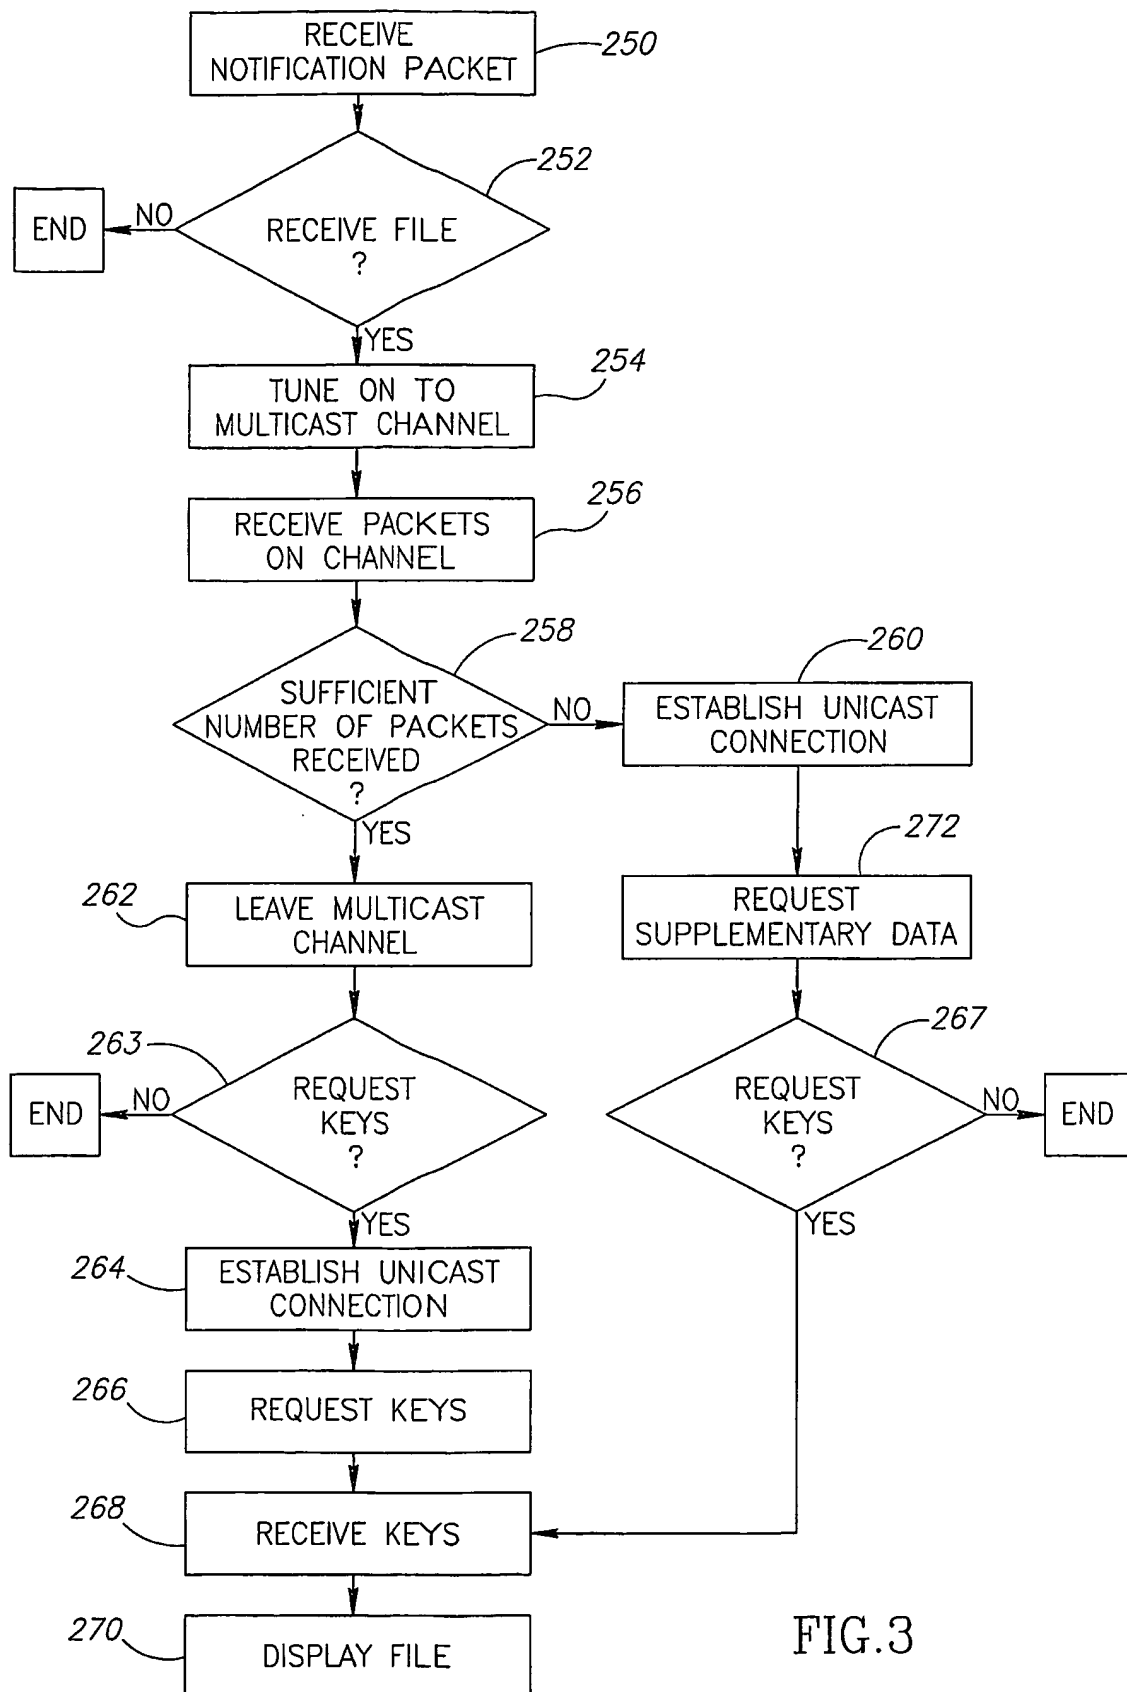 RECEIVE
NOTIFICATION PACKET
250
252
RECEIVE FILE
?
NO
END
YES
TUNE ON TO
MULTICAST CHANNEL
254
RECEIVE PACKETS
ON CHANNEL
256
258
SUFFICIENT
NUMBER OF PACKETS
RECEIVED
?
NO
260
ESTABLISH UNICAST
CONNECTION
YES
272
262
LEAVE MULTICAST
CHANNEL
REQUEST
SUPPLEMENTARY DATA
263
REQUEST
KEYS
?
NO
END
267
REQUEST
KEYS
?
NO
END
YES
YES
264
ESTABLISH UNICAST
CONNECTION
266
REQUEST KEYS
268
RECEIVE KEYS
270
DISPLAY FILE
FIG.3